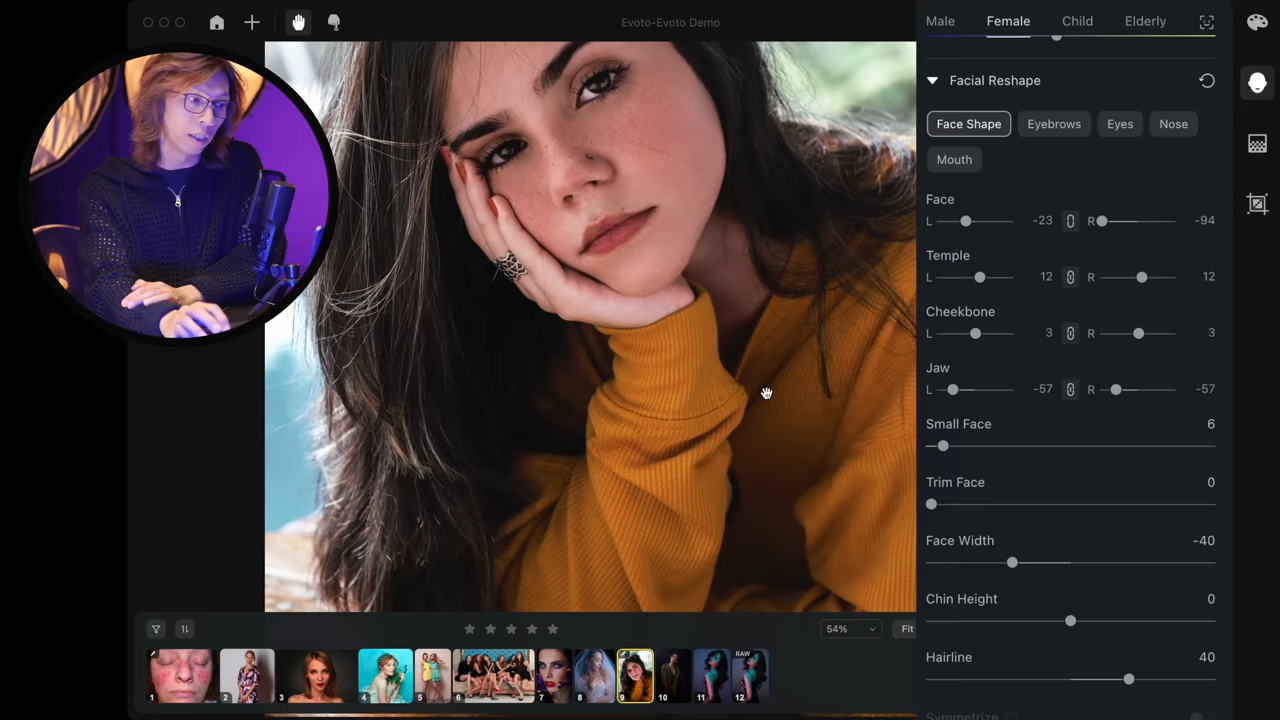 Evoto-Evoto Demo
Male Female Child Elderly
Facial Reshape
Face Shape Eyebrows Eyes Nose
Mouth
Face
L -23 R -94
Temple
L 12 R 12
Cheekbone
L 3 R 3
Jaw
L -57 R -57
Small Face 6
Trim Face 0
Face Width -40
Chin Height 0
Hairline 40
Symmetrize
54% Fit
RAW
1 2 3 4 5 6 7 8 9 10 11 12